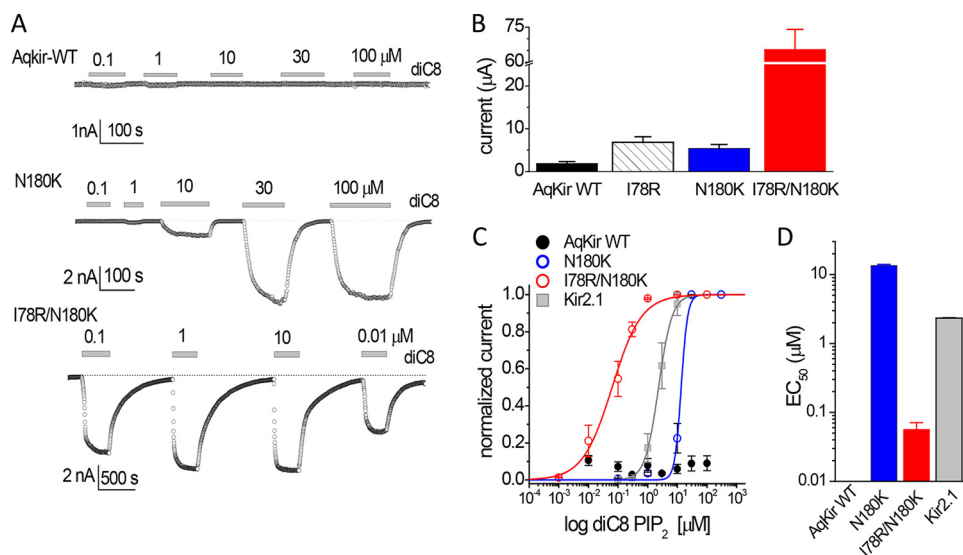 A
Aqkir-WT
0.1 1 10 30 100 μM
diC8
1nA 100 s
N180K
0.1 1 10 30 100 μM
diC8
2 nA 100 s
I78R/N180K
0.1 1 10 0.01 μM
diC8
2 nA 500 s
B
current (μA)
75
60
10
5
0
AqKir WT I78R N180K I78R/N180K
C
AqKir WT
N180K
I78R/N180K
Kir2.1
normalized current
1.0
0.8
0.6
0.4
0.2
0.0
10⁻⁴ 10⁻³ 10⁻² 10⁻¹ 10⁰ 10¹ 10² 10³
log diC8 PIP₂ [μM]
D
EC₅₀ (μM)
10
1
0.1
0.01
AqKir WT
N180K
I78R/N180K
Kir2.1